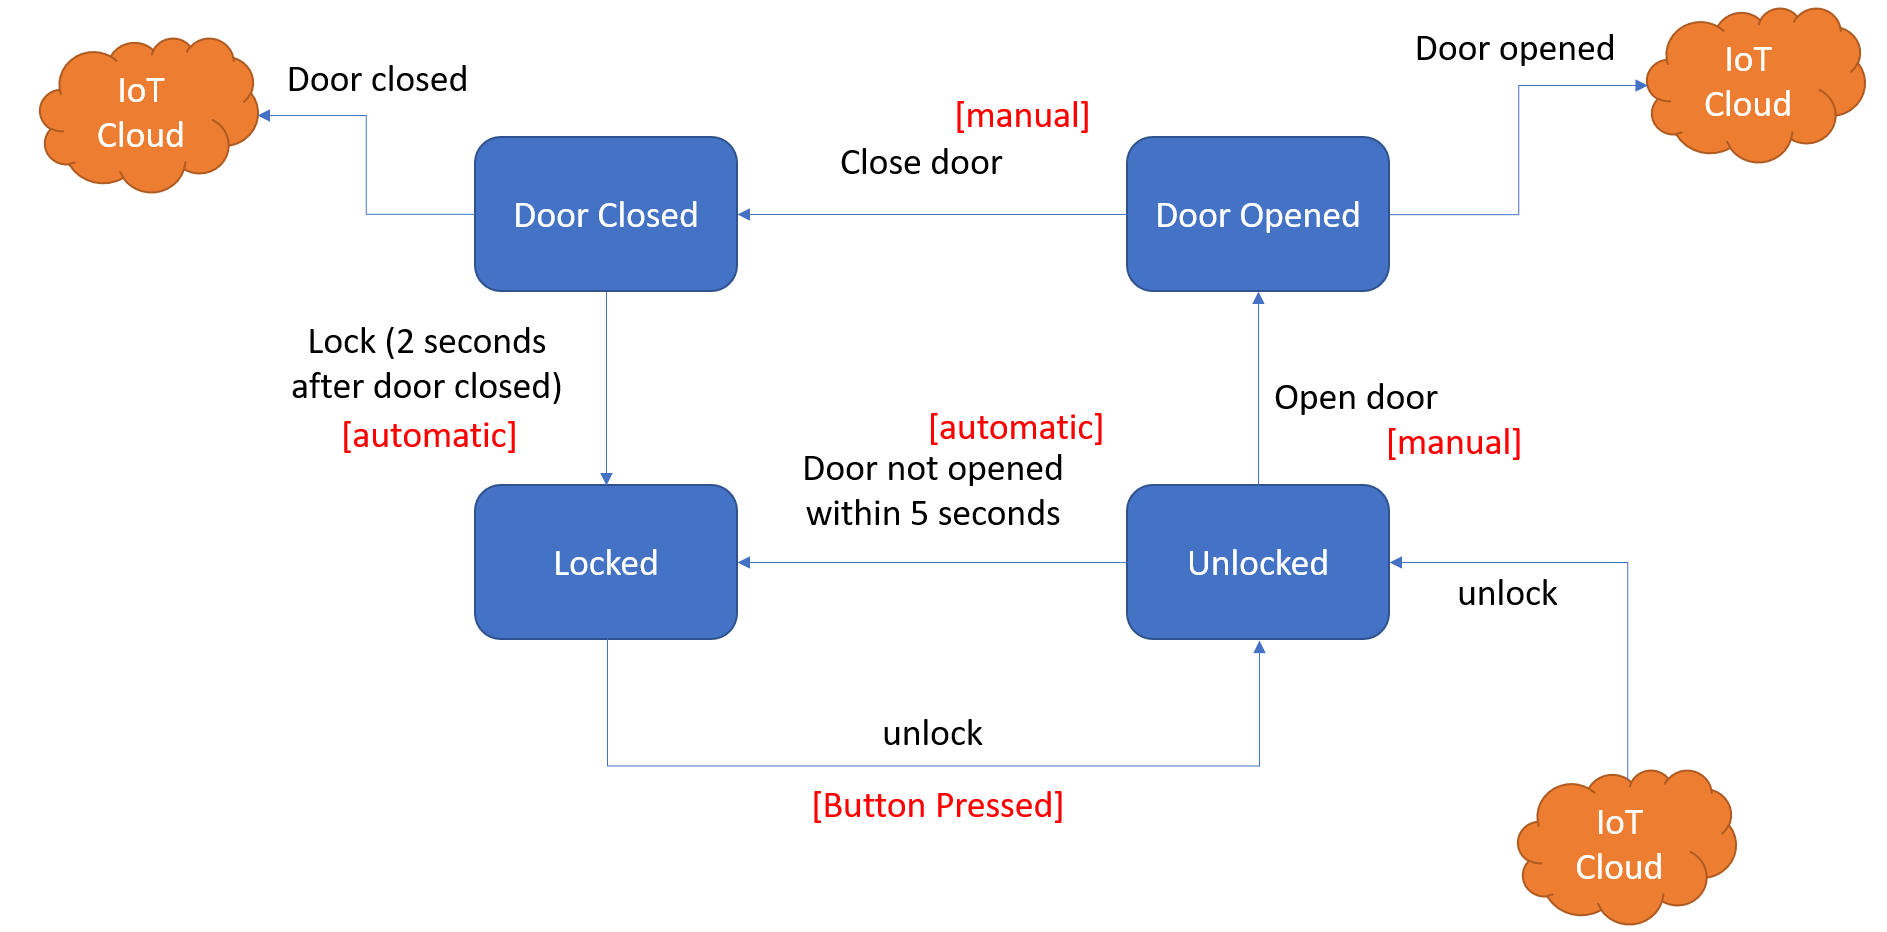 IoT
Cloud
Door closed
Door opened
IoT
Cloud
[manual]
Close door
Door Closed
Door Opened
Lock (2 seconds
after door closed)
[automatic]
[automatic]
Door not opened
within 5 seconds
Open door
[manual]
Locked
Unlocked
unlock
unlock
[Button Pressed]
IoT
Cloud